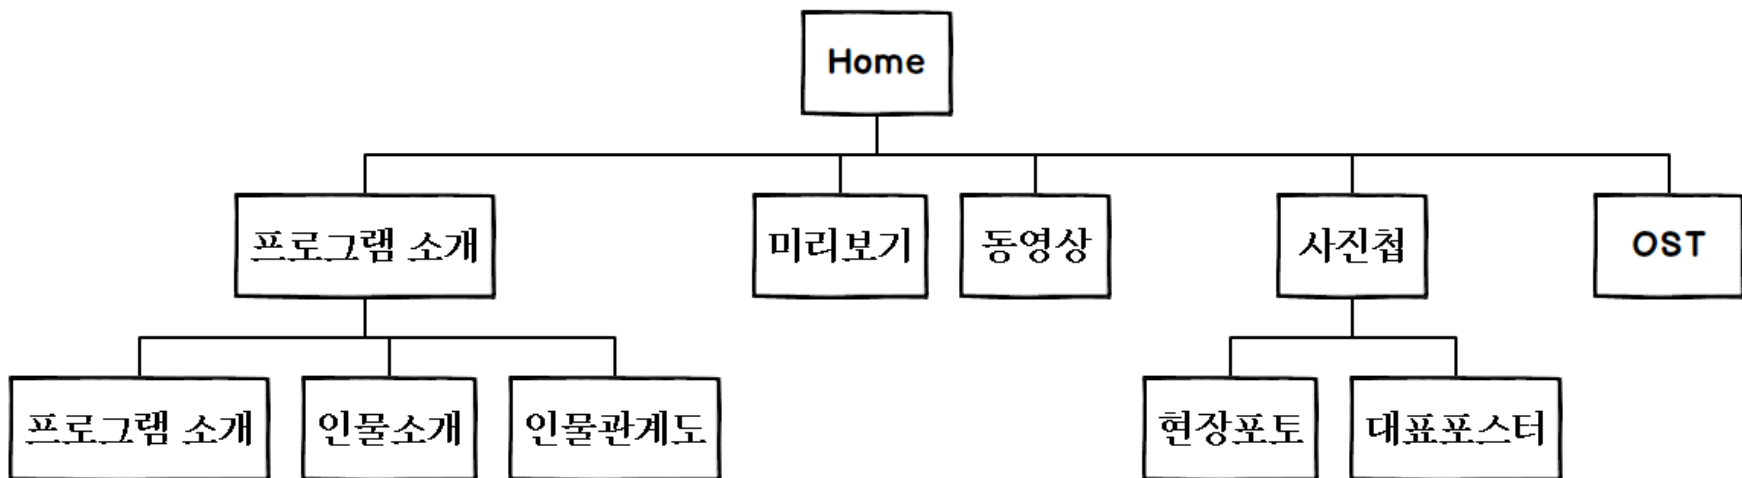 Home
프로그램 소개
미리보기
동영상
사진첩
OST
프로그램 소개
인물소개
인물관계도
현장포토
대표포스터